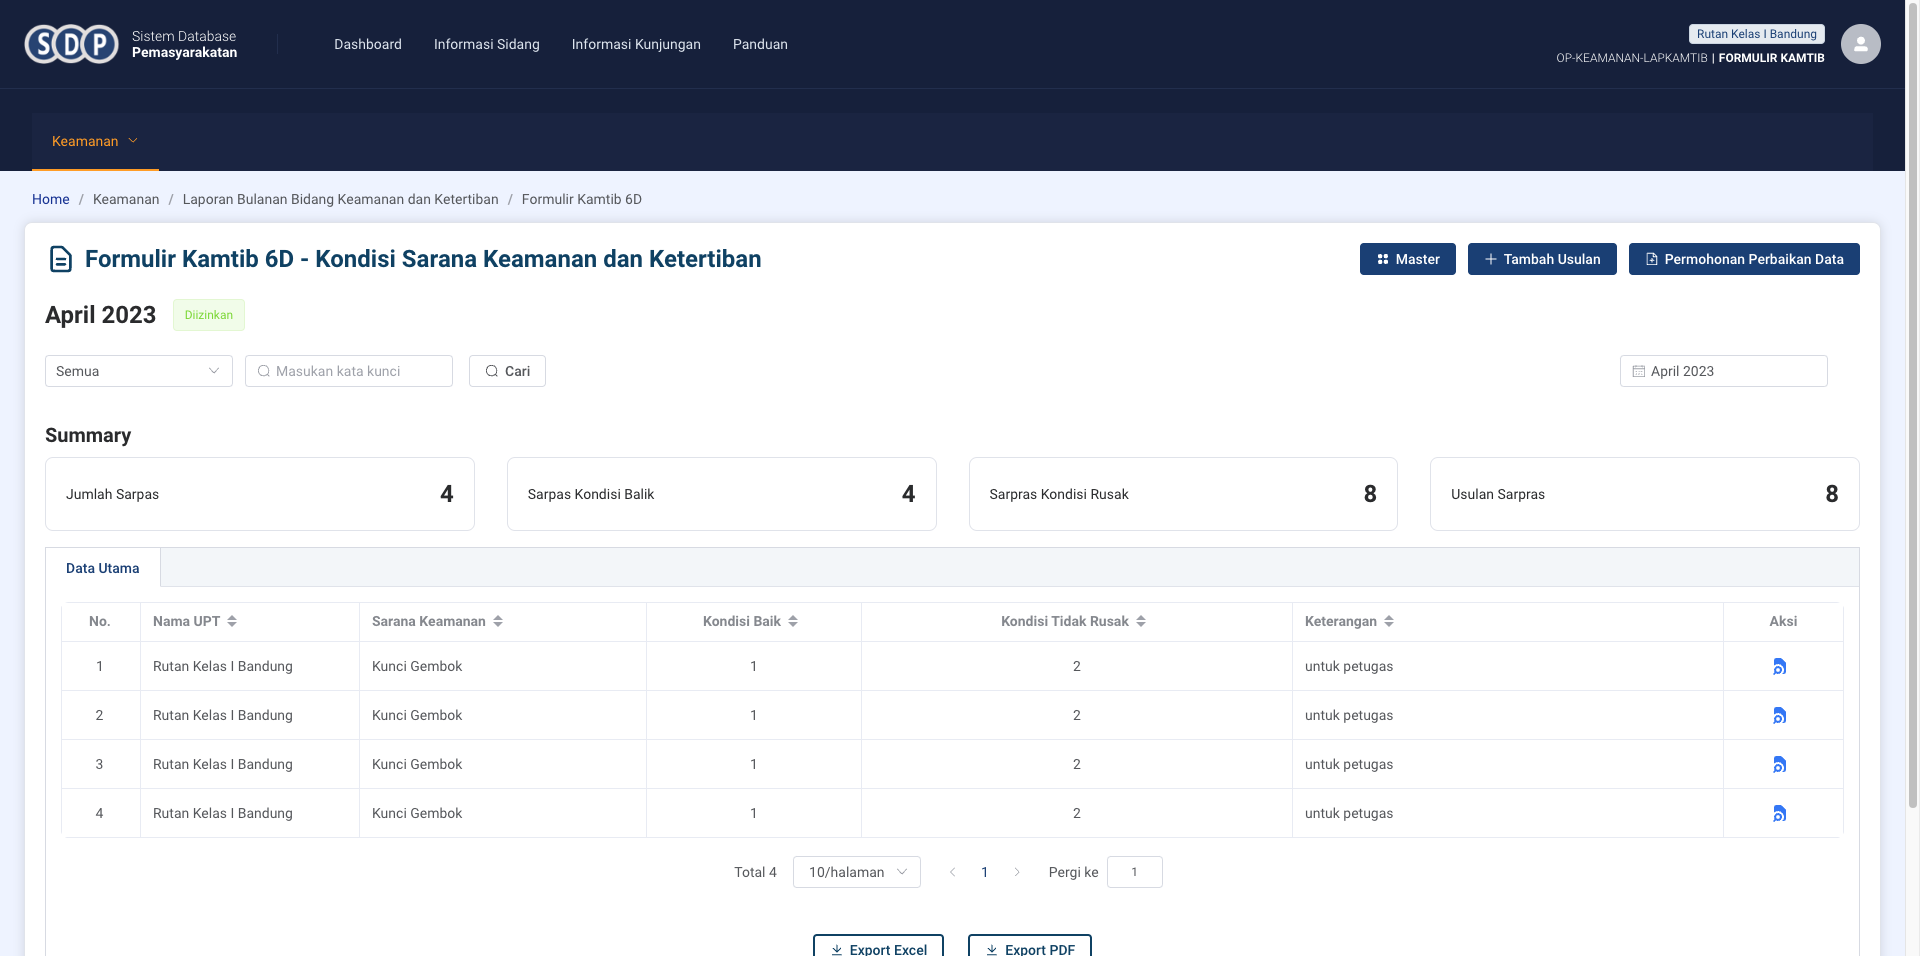 SDP
Sistem Database
Pemasyarakatan
Dashboard Informasi Sidang Informasi Kunjungan Panduan
Rutan Kelas I Bandung
OP-KEAMANAN-LAPKAMTIB | FORMULIR KAMTIB
Keamanan
Home / Keamanan / Laporan Bulanan Bidang Keamanan dan Ketertiban / Formulir Kamtib 6D
Formulir Kamtib 6D - Kondisi Sarana Keamanan dan Ketertiban
Master Tambah Usulan Permohonan Perbaikan Data
April 2023 Diizinkan
Semua Masukan kata kunci Cari April 2023
Summary
Jumlah Sarpas 4 Sarpas Kondisi Balik 4 Sarpras Kondisi Rusak 8 Usulan Sarpras 8
Data Utama
No. Nama UPT Sarana Keamanan Kondisi Baik Kondisi Tidak Rusak Keterangan Aksi
1 Rutan Kelas I Bandung Kunci Gembok 1 2 untuk petugas
2 Rutan Kelas I Bandung Kunci Gembok 1 2 untuk petugas
3 Rutan Kelas I Bandung Kunci Gembok 1 2 untuk petugas
4 Rutan Kelas I Bandung Kunci Gembok 1 2 untuk petugas
Total 4 10/halaman 1 Pergi ke 1
Export Excel Export PDF